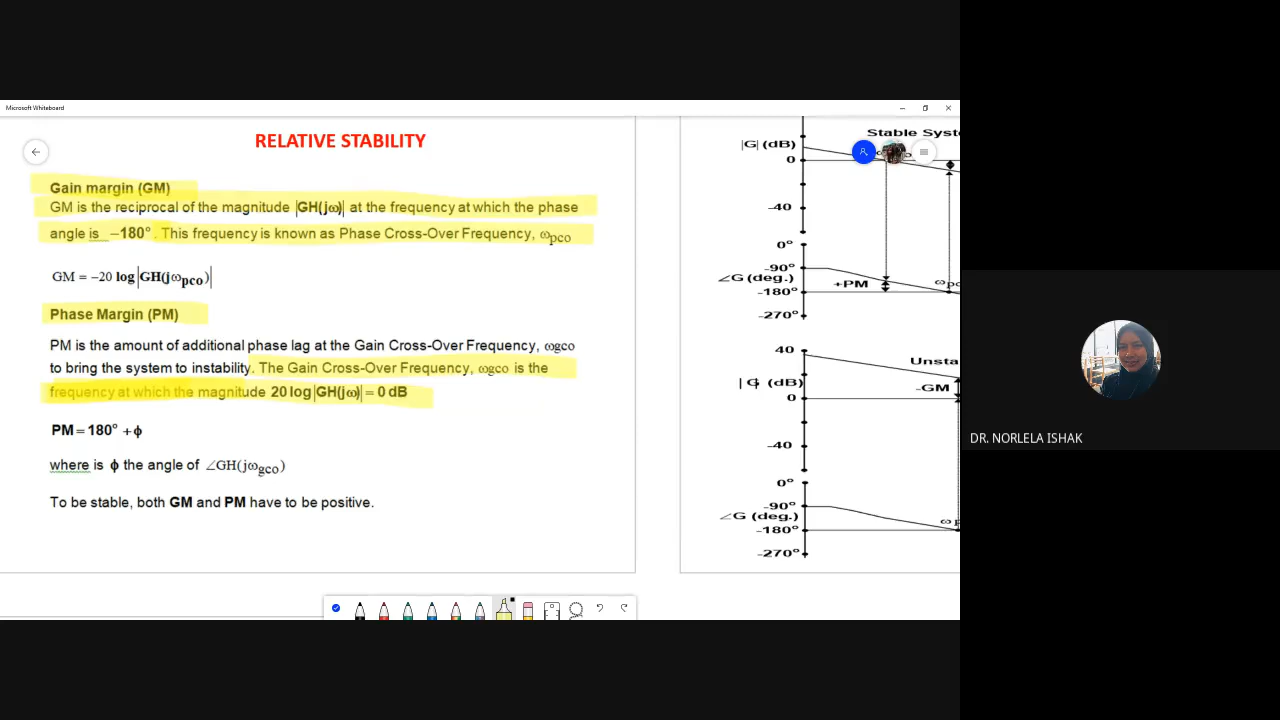 Microsoft Whiteboard
RELATIVE STABILITY
Gain margin (GM)
GM is the reciprocal of the magnitude |GH(jω)| at the frequency at which the phase
angle is −180° . This frequency is known as Phase Cross-Over Frequency, ωpco
GM = −20 log|GH(jωpco)|
Phase Margin (PM)
PM is the amount of additional phase lag at the Gain Cross-Over Frequency, ωgco
to bring the system to instability. The Gain Cross-Over Frequency, ωgco is the
frequency at which the magnitude 20 log|GH(jω)| = 0 dB
PM = 180° + ϕ
where is ϕ the angle of ∠GH(jωgco)
To be stable, both GM and PM have to be positive.
Stable Syst
|G| (dB)
0
-40
0°
-90°
∠G (deg.)
+PM
-180°
ωpc
-270°
40
Unsta
|G| (dB)
-GM
0
-40
0°
-90°
∠G (deg.)
ωp
-180°
-270°
DR. NORLELA ISHAK